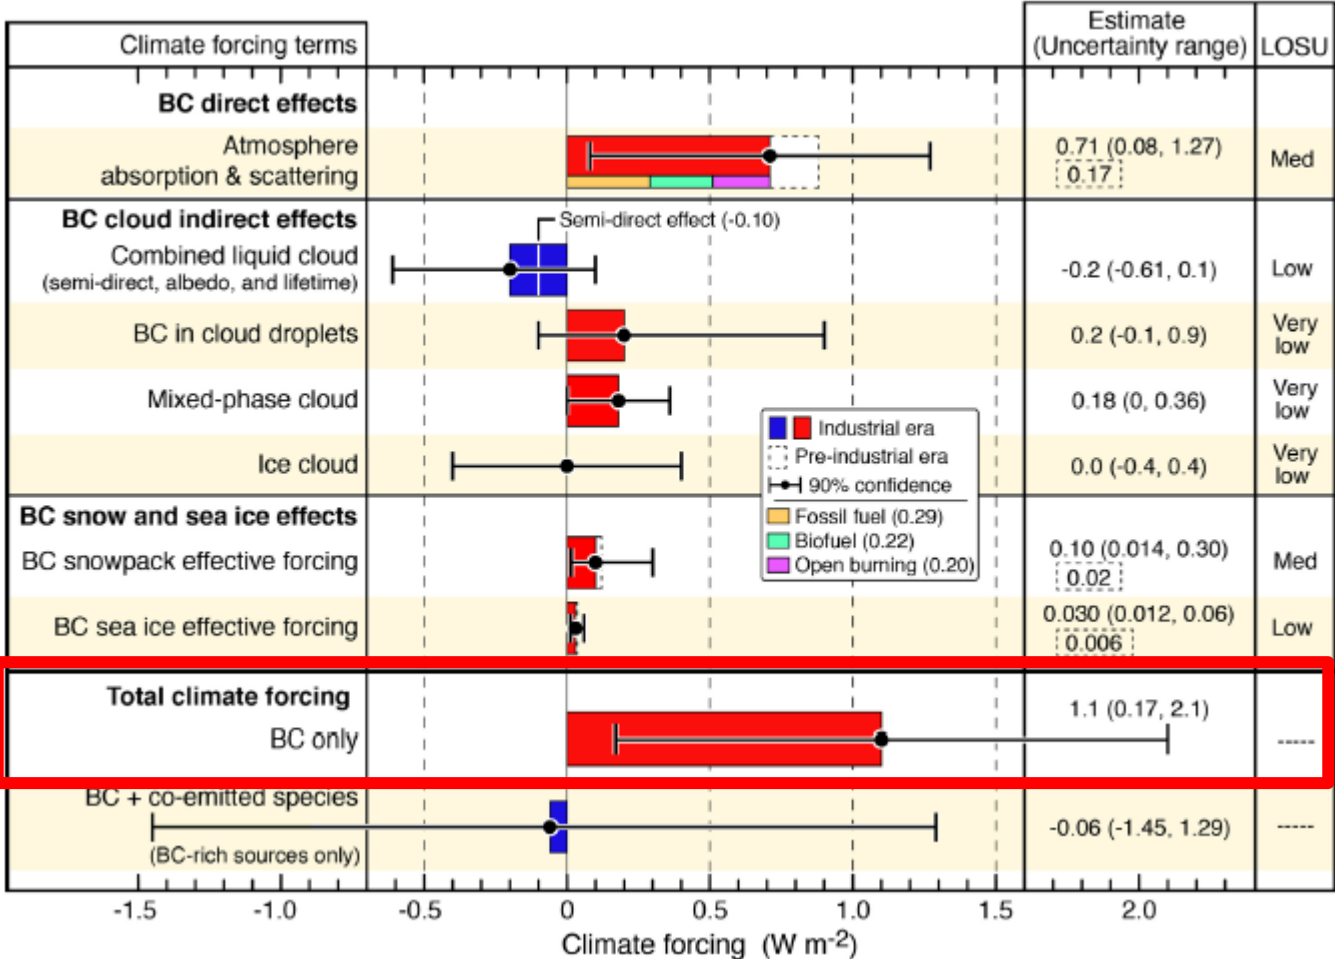 Climate forcing terms
Estimate
(Uncertainty range)
LOSU
BC direct effects
Atmosphere
absorption & scattering
0.71 (0.08, 1.27)
0.17
Med
BC cloud indirect effects
Semi-direct effect (-0.10)
Combined liquid cloud
(semi-direct, albedo, and lifetime)
-0.2 (-0.61, 0.1)
Low
BC in cloud droplets
0.2 (-0.1, 0.9)
Very
low
Mixed-phase cloud
0.18 (0, 0.36)
Very
low
Ice cloud
0.0 (-0.4, 0.4)
Very
low
Industrial era
Pre-industrial era
90% confidence
Fossil fuel (0.29)
Biofuel (0.22)
Open burning (0.20)
BC snow and sea ice effects
BC snowpack effective forcing
0.10 (0.014, 0.30)
0.02
Med
BC sea ice effective forcing
0.030 (0.012, 0.06)
0.006
Low
Total climate forcing
BC only
1.1 (0.17, 2.1)
-----
BC + co-emitted species
(BC-rich sources only)
-0.06 (-1.45, 1.29)
-----
-1.5 -1.0 -0.5 0 0.5 1.0 1.5 2.0
Climate forcing (W m-2)